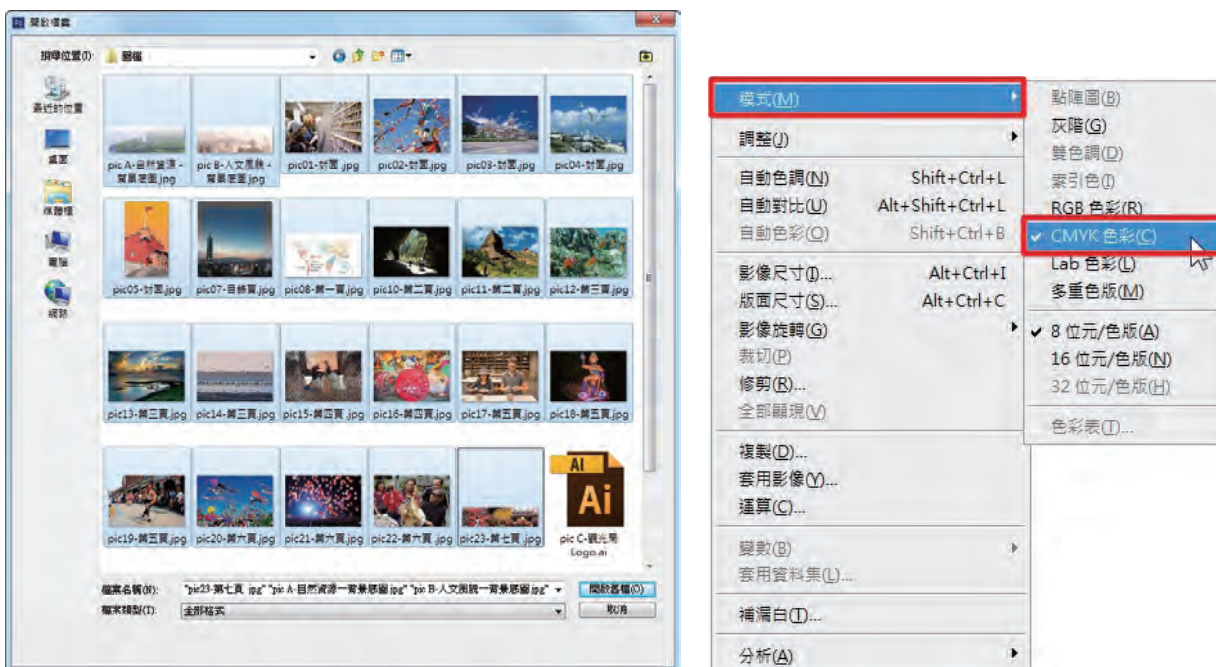 開啟檔案
搜尋位置(I):
圖檔
最近的位置
桌面
媒體櫃
電腦
網路
pic A-自然資源-背景底圖.jpg
pic B-人文風貌-背景底圖.jpg
pic01-封面.jpg
pic02-封面.jpg
pic03-封面.jpg
pic04-封面.jpg
pic05-封底.jpg
pic07-目錄頁.jpg
pic08-第一頁.jpg
pic10-第二頁.jpg
pic11-第二頁.jpg
pic12-第三頁.jpg
pic13-第三頁.jpg
pic14-第三頁.jpg
pic15-第四頁.jpg
pic16-第四頁.jpg
pic17-第五頁.jpg
pic18-第五頁.jpg
pic19-第五頁.jpg
pic20-第六頁.jpg
pic21-第六頁.jpg
pic22-第六頁.jpg
pic23-第七頁.jpg
AI
Ai
pic C-觀光局
Logo.ai
檔案名稱(N):
"pic23-第七頁.jpg" "pic A-自然資源—背景底圖.jpg" "pic B-人文風貌—背景底圖.jpg"
開啟舊檔(O)
檔案類型(T):
全部格式
取消
模式(M)
調整(J)
自動色調(N) Shift+Ctrl+L
自動對比(U) Alt+Shift+Ctrl+L
自動色彩(O) Shift+Ctrl+B
影像尺寸(I)... Alt+Ctrl+I
版面尺寸(S)... Alt+Ctrl+C
影像旋轉(G)
裁切(P)
修剪(R)...
全部顯現(V)
複製(D)...
套用影像(Y)...
運算(C)...
變數(B)
套用資料集(L)...
補漏白(T)...
分析(A)
點陣圖(B)
灰階(G)
雙色調(D)
索引色(I)
RGB 色彩(R)
CMYK 色彩(C)
Lab 色彩(L)
多重色版(M)
8 位元/色版(A)
16 位元/色版(N)
32 位元/色版(H)
色彩表(T)...